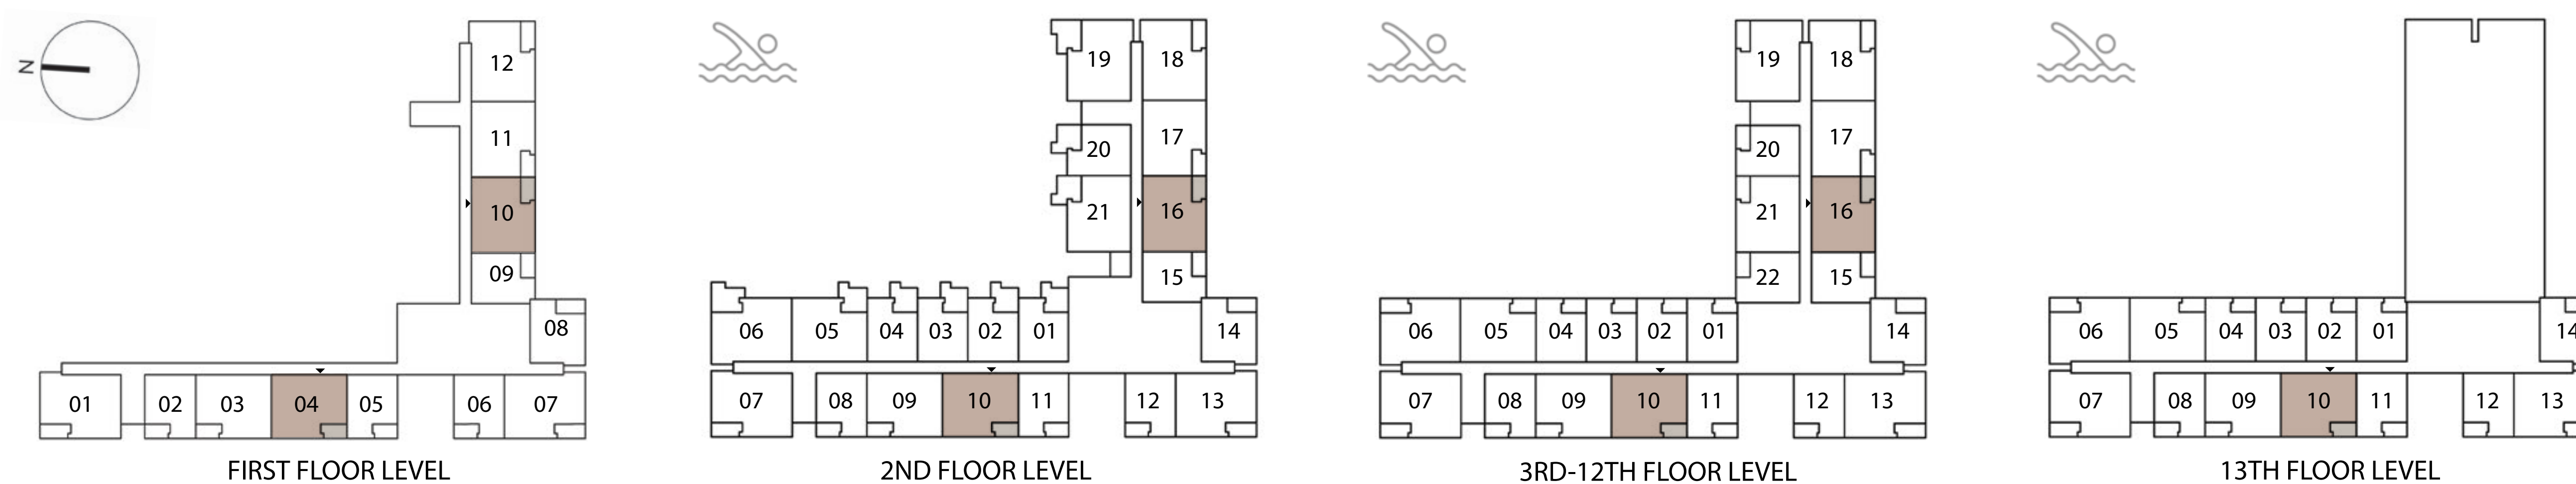 N
12
11
10
09
08
01 02 03 04 05 06 07
FIRST FLOOR LEVEL
19 18
17
20
21 16
15
06 05 04 03 02 01 14
07 08 09 10 11 12 13
2ND FLOOR LEVEL
19 18
17
20
21 16
22 15
06 05 04 03 02 01 14
07 08 09 10 11 12 13
3RD-12TH FLOOR LEVEL
06 05 04 03 02 01 14
07 08 09 10 11 12 13
13TH FLOOR LEVEL